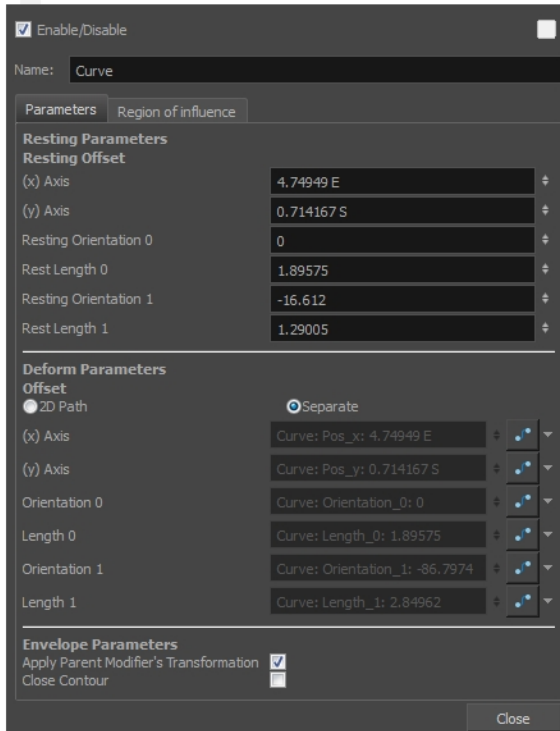 Enable/Disable
Name: Curve
Parameters Region of influence
Resting Parameters
Resting Offset
(x) Axis 4.74949 E
(y) Axis 0.714167 S
Resting Orientation 0 0
Rest Length 0 1.89575
Resting Orientation 1 -16.612
Rest Length 1 1.29005
Deform Parameters
Offset
2D Path Separate
(x) Axis Curve: Pos_x: 4.74949 E
(y) Axis Curve: Pos_y: 0.714167 S
Orientation 0 Curve: Orientation_0: 0
Length 0 Curve: Length_0: 1.89575
Orientation 1 Curve: Orientation_1: -86.7974
Length 1 Curve: Length_1: 2.84962
Envelope Parameters
Apply Parent Modifier's Transformation
Close Contour
Close